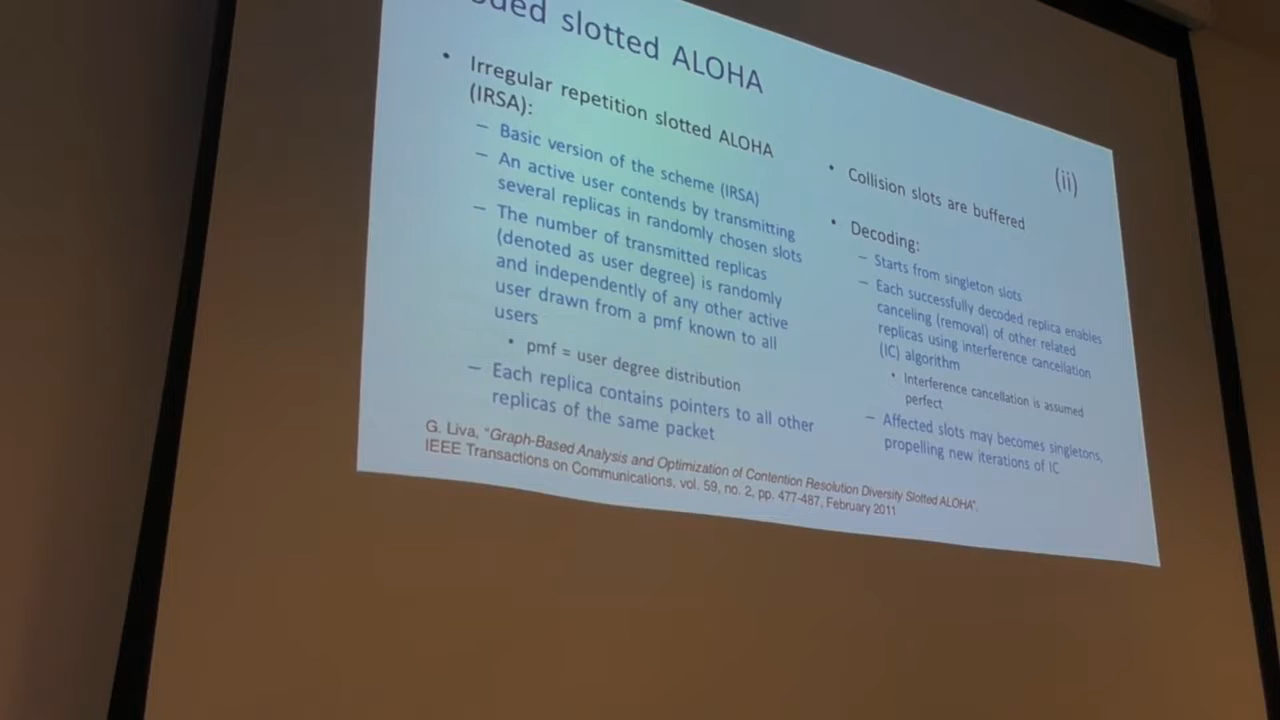 slotted ALOHA
• Irregular repetition slotted ALOHA
(IRSA):
– Basic version of the scheme (IRSA)
– An active user contends by transmitting
several replicas in randomly chosen slots
– The number of transmitted replicas
(denoted as user degree) is randomly
and independently of any other active
user drawn from a pmf known to all
users
• pmf = user degree distribution
– Each replica contains pointers to all other
replicas of the same packet
(ii)
• Collision slots are buffered
• Decoding:
– Starts from singleton slots
– Each successfully decoded replica enables
canceling (removal) of other related
replicas using interference cancellation
(IC) algorithm
• Interference cancellation is assumed
perfect
– Affected slots may becomes singletons,
propelling new iterations of IC
G. Liva, "Graph-Based Analysis and Optimization of Contention Resolution Diversity Slotted ALOHA",
IEEE Transactions on Communications, vol. 59, no. 2, pp. 477-487, February 2011